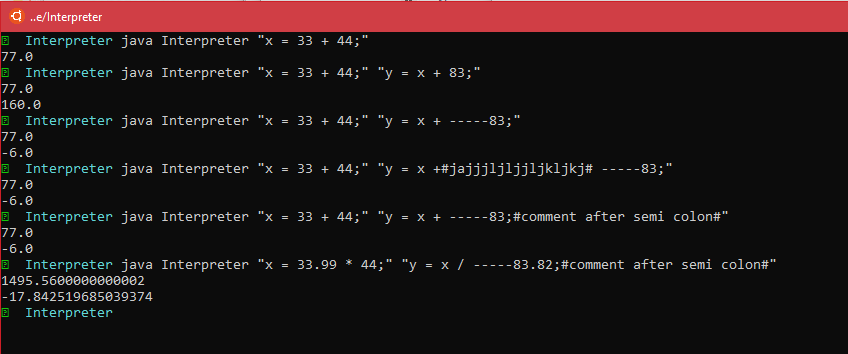 ..e/Interpreter
Interpreter java Interpreter "x = 33 + 44;"
77.0
Interpreter java Interpreter "x = 33 + 44;" "y = x + 83;"
77.0
160.0
Interpreter java Interpreter "x = 33 + 44;" "y = x + -----83;"
77.0
-6.0
Interpreter java Interpreter "x = 33 + 44;" "y = x +#jajjjljljjljkljkj# -----83;"
77.0
-6.0
Interpreter java Interpreter "x = 33 + 44;" "y = x + -----83;#comment after semi colon#"
77.0
-6.0
Interpreter java Interpreter "x = 33.99 * 44;" "y = x / -----83.82;#comment after semi colon#"
1495.5600000000002
-17.842519685039374
Interpreter